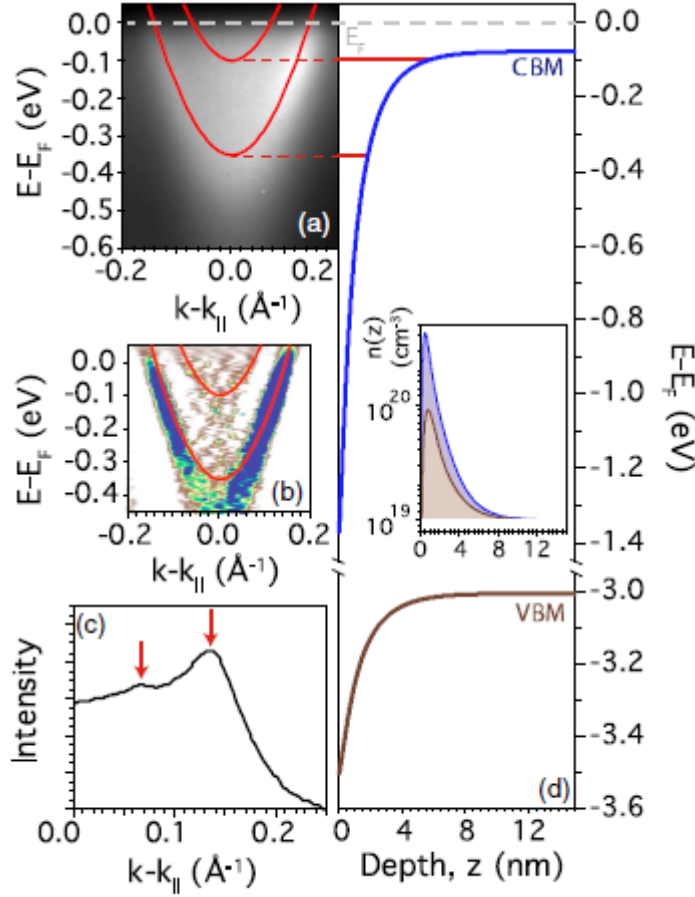 0.0
-0.1
-0.2
-0.3
-0.4
-0.5
-0.6
E-E_F (eV)
(a)
-0.2 0.0 0.2
k-k_|| (Å⁻¹)
0.0
-0.1
-0.2
-0.3
-0.4
E-E_F (eV)
(b)
-0.2 0.0 0.2
k-k_|| (Å⁻¹)
(c)
Intensity
0.0 0.1 0.2
k-k_|| (Å⁻¹)
E_F
CBM
0.0
-0.1
-0.2
-0.4
-0.6
-0.8
-1.0
-1.2
-1.4
-3.0
-3.2
-3.4
-3.6
E-E_F (eV)
n(z)
(cm⁻³)
10²⁰
10¹⁹
0 4 8 12
VBM
(d)
0 4 8 12
Depth, z (nm)